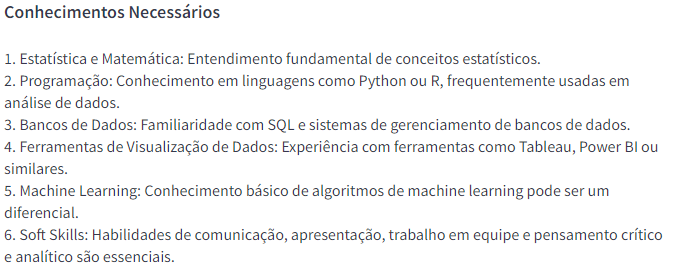 Conhecimentos Necessários
1. Estatística e Matemática: Entendimento fundamental de conceitos estatísticos.
2. Programação: Conhecimento em linguagens como Python ou R, frequentemente usadas em
análise de dados.
3. Bancos de Dados: Familiaridade com SQL e sistemas de gerenciamento de bancos de dados.
4. Ferramentas de Visualização de Dados: Experiência com ferramentas como Tableau, Power BI ou
similares.
5. Machine Learning: Conhecimento básico de algoritmos de machine learning pode ser um
diferencial.
6. Soft Skills: Habilidades de comunicação, apresentação, trabalho em equipe e pensamento crítico
e analítico são essenciais.